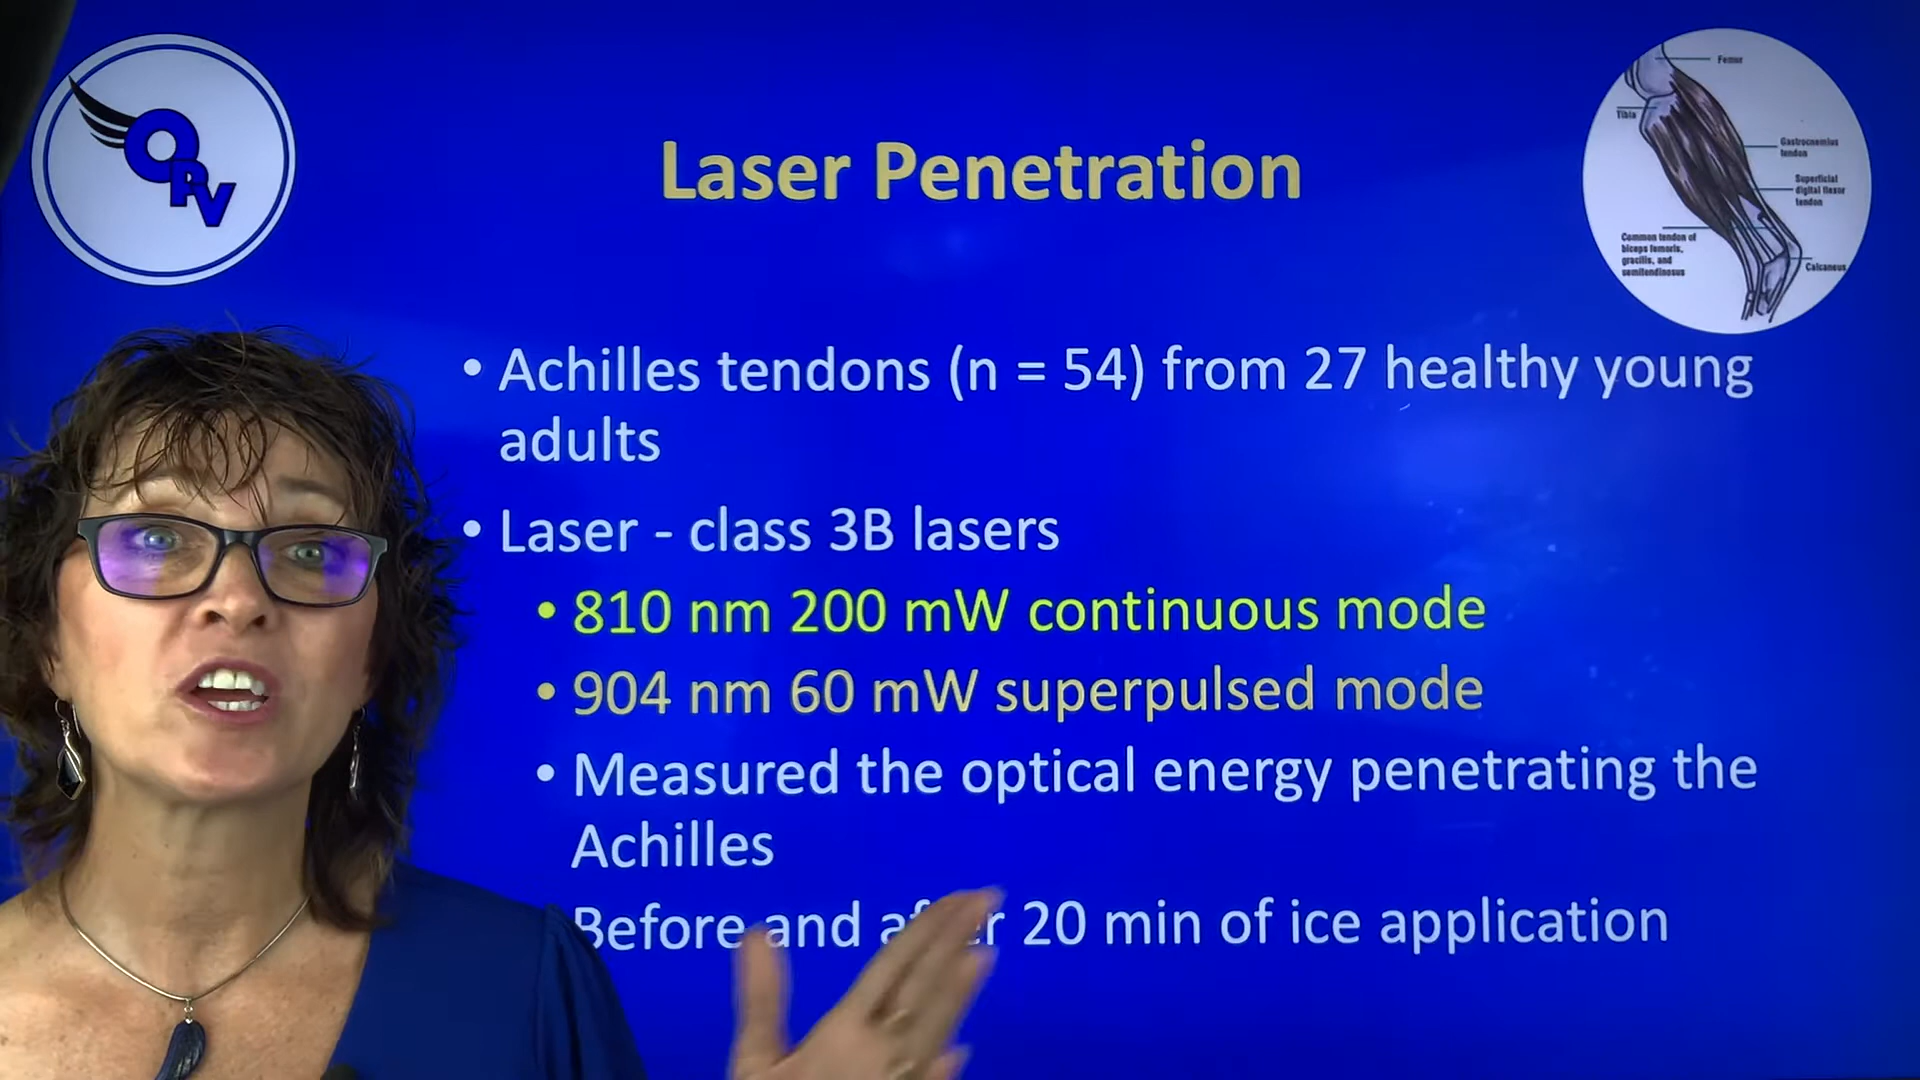 OPV
Laser Penetration
Femur
Tibia
Gastrocnemius
tendon
Superficial
digital flexor
tendon
Common tendon of
biceps femoris,
gracilis, and
semitendinosus
Calcaneus
• Achilles tendons (n = 54) from 27 healthy young
adults
• Laser - class 3B lasers
• 810 nm 200 mW continuous mode
• 904 nm 60 mW superpulsed mode
• Measured the optical energy penetrating the
Achilles
Before and after 20 min of ice application